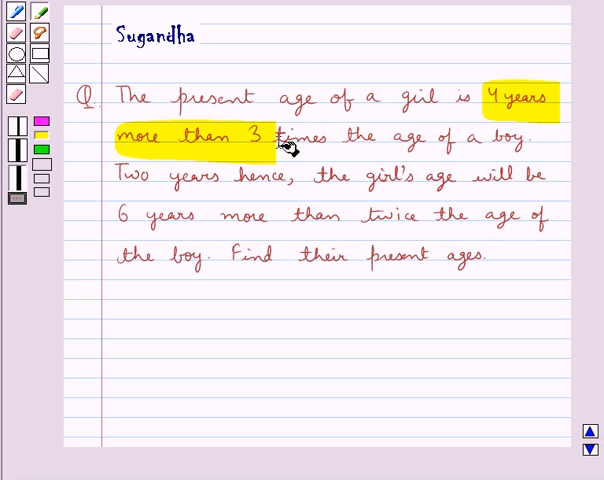 Sugandha
Q. The present age of a girl is 4 years
more than 3 times the age of a boy.
Two years hence, the girl's age will be
6 years more than twice the age of
the boy. Find their present ages.